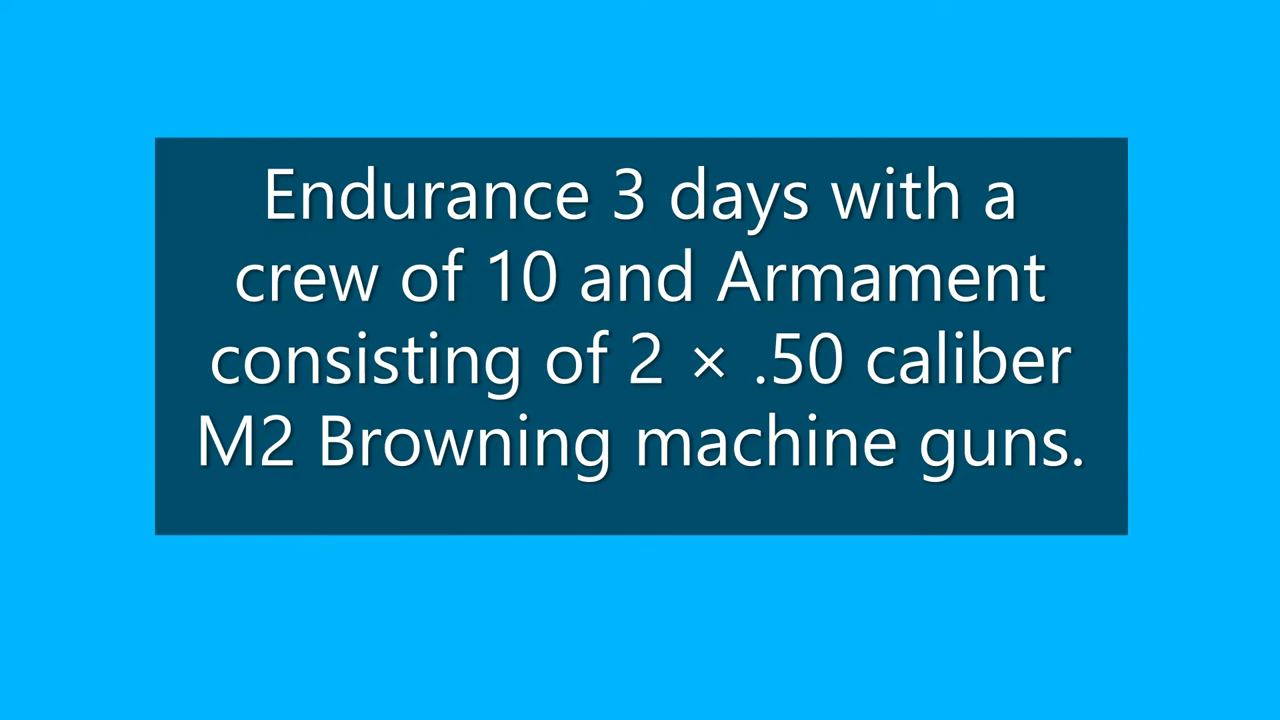 Endurance 3 days with a
crew of 10 and Armament
consisting of 2 × .50 caliber
M2 Browning machine guns.